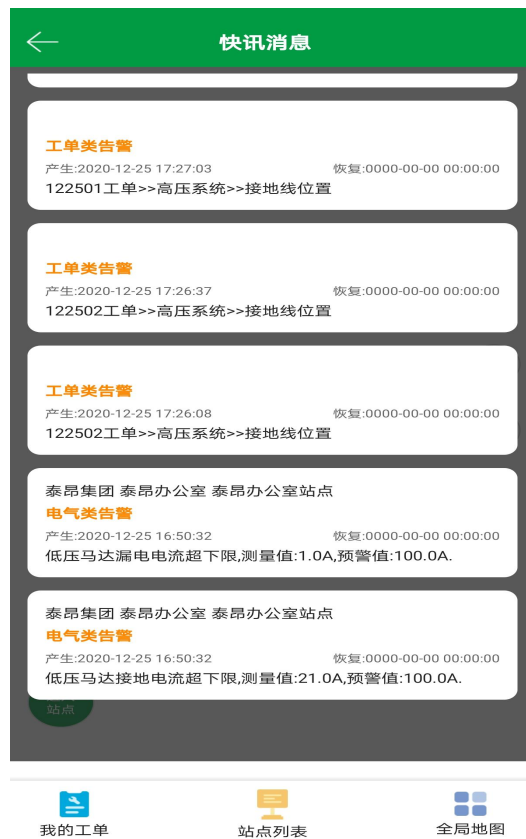 快讯消息
工单类告警
产生:2020-12-25 17:27:03 恢复:0000-00-00 00:00:00
122501工单>>高压系统>>接地线位置
工单类告警
产生:2020-12-25 17:26:37 恢复:0000-00-00 00:00:00
122502工单>>高压系统>>接地线位置
工单类告警
产生:2020-12-25 17:26:08 恢复:0000-00-00 00:00:00
122502工单>>高压系统>>接地线位置
泰昂集团 泰昂办公室 泰昂办公室站点
电气类告警
产生:2020-12-25 16:50:32 恢复:0000-00-00 00:00:00
低压马达漏电电流超下限,测量值:1.0A,预警值:100.0A.
泰昂集团 泰昂办公室 泰昂办公室站点
电气类告警
产生:2020-12-25 16:50:32 恢复:0000-00-00 00:00:00
低压马达接地电流超下限,测量值:21.0A,预警值:100.0A.
站点
我的工单 站点列表 全局地图